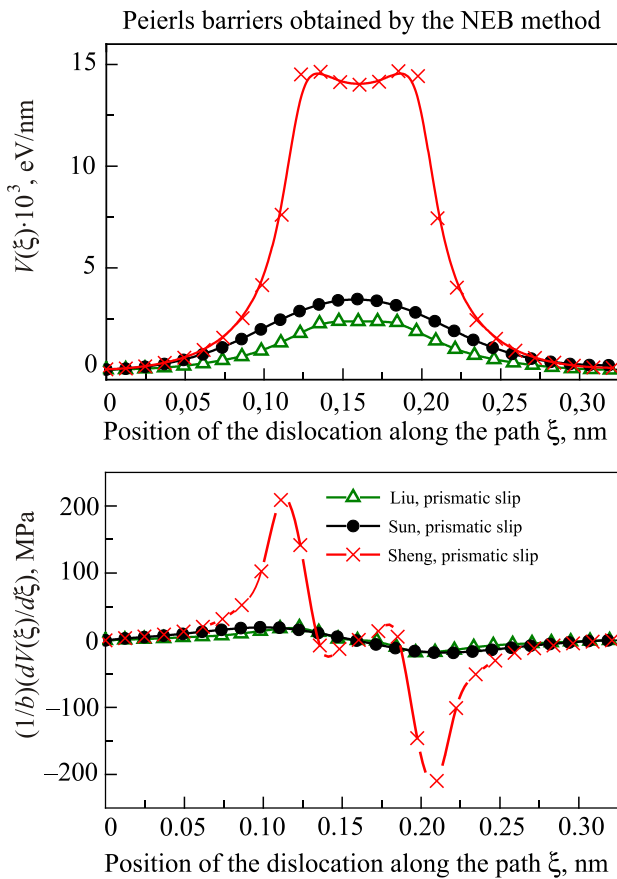 Peierls barriers obtained by the NEB method
V(ξ)·10³, eV/nm
15
10
5
0
0 0,05 0,10 0,15 0,20 0,25 0,30
Position of the dislocation along the path ξ, nm
(1/b)(dV(ξ)/dξ), MPa
200
100
0
−100
−200
Liu, prismatic slip
Sun, prismatic slip
Sheng, prismatic slip
0 0.05 0.10 0.15 0.20 0.25 0.30
Position of the dislocation along the path ξ, nm